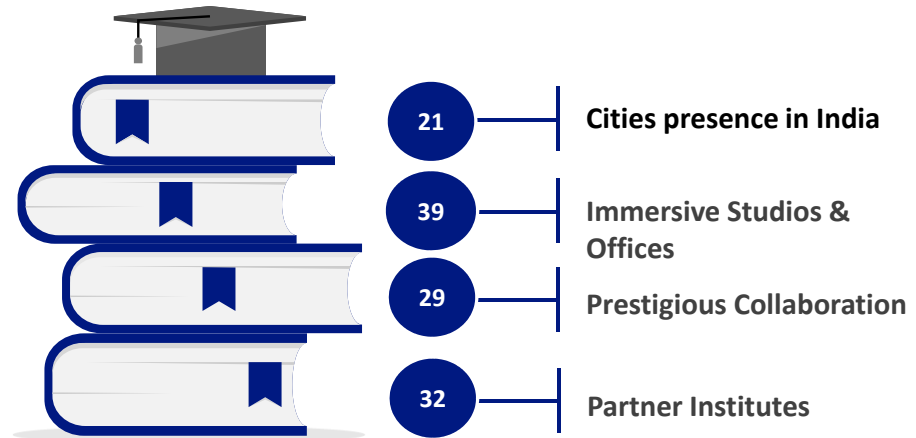 21
Cities presence in India
39
Immersive Studios &
Offices
29
Prestigious Collaboration
32
Partner Institutes